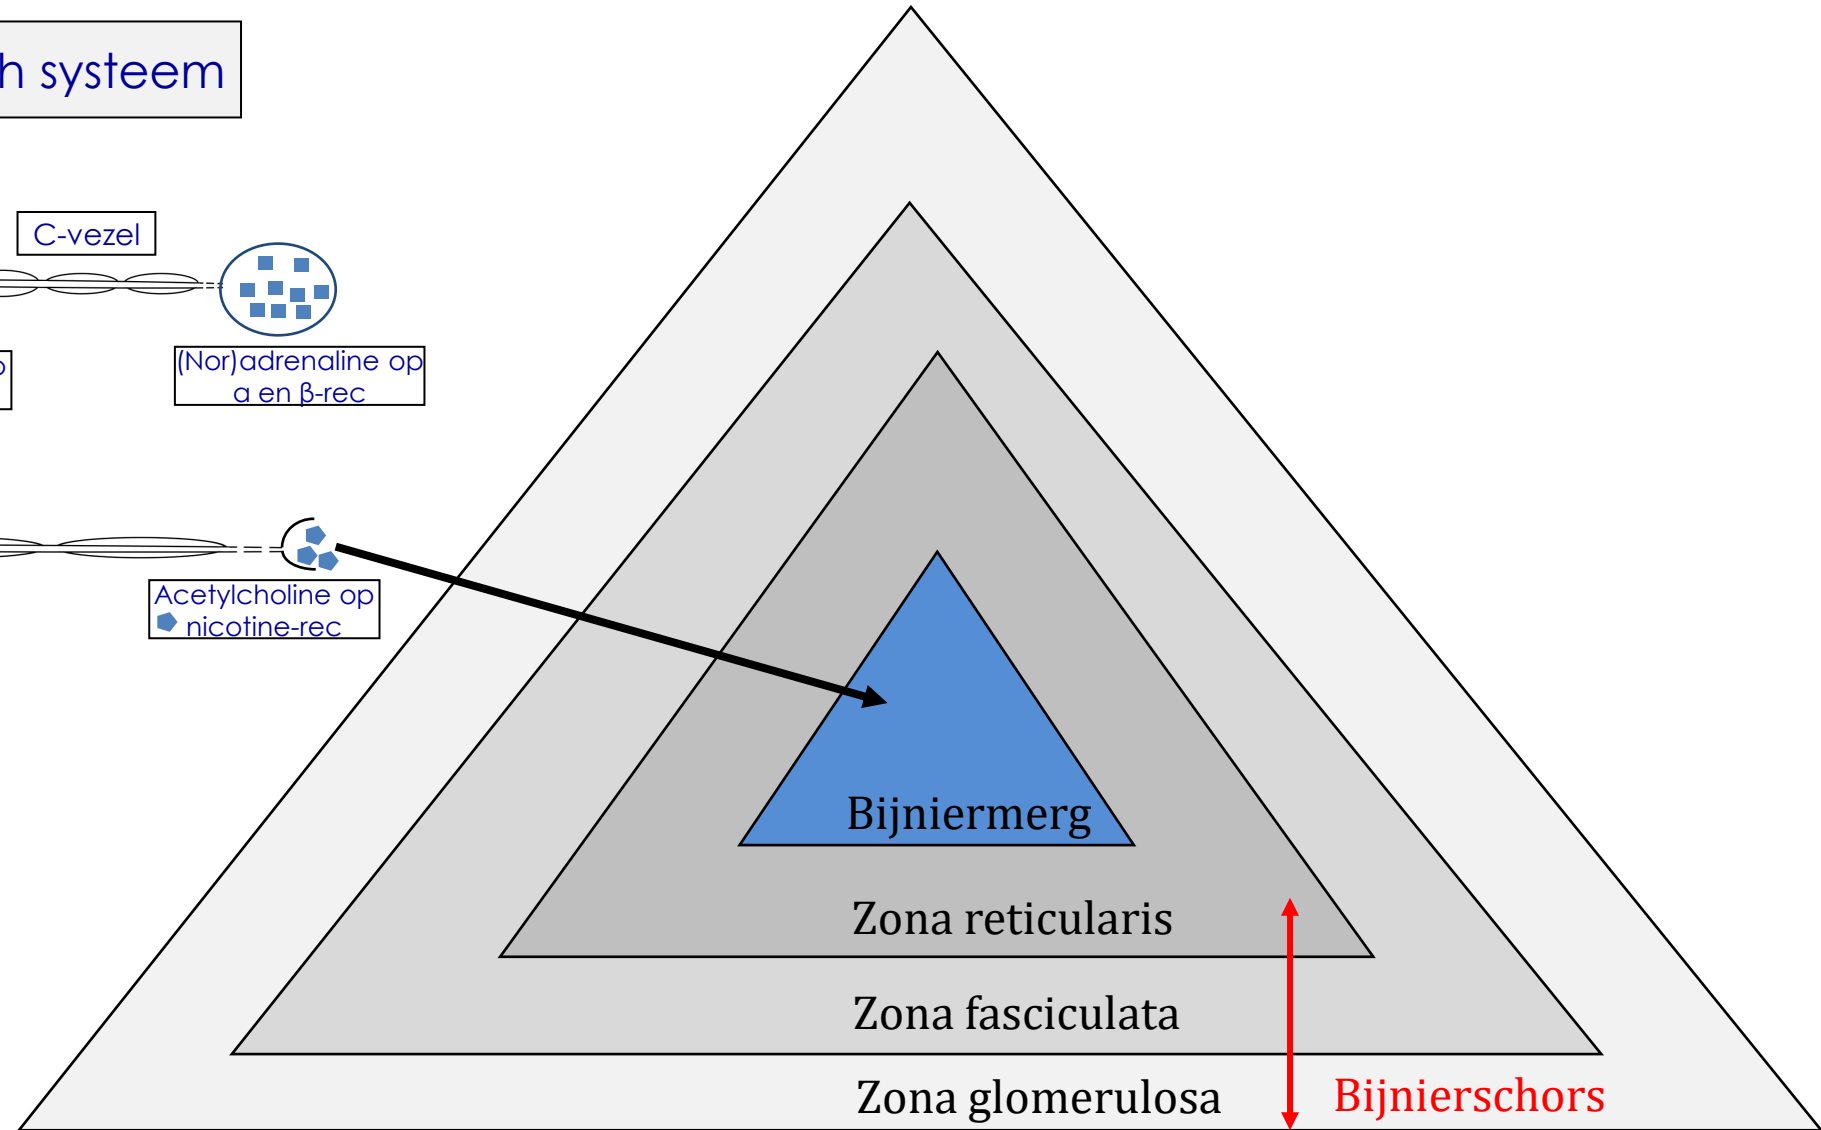 h systeem
C-vezel
(Nor)adrenaline op
α en β-rec
Acetylcholine op
nicotine-rec
Bijniermerg
Zona reticularis
Zona fasciculata
Zona glomerulosa
Bijnierschors